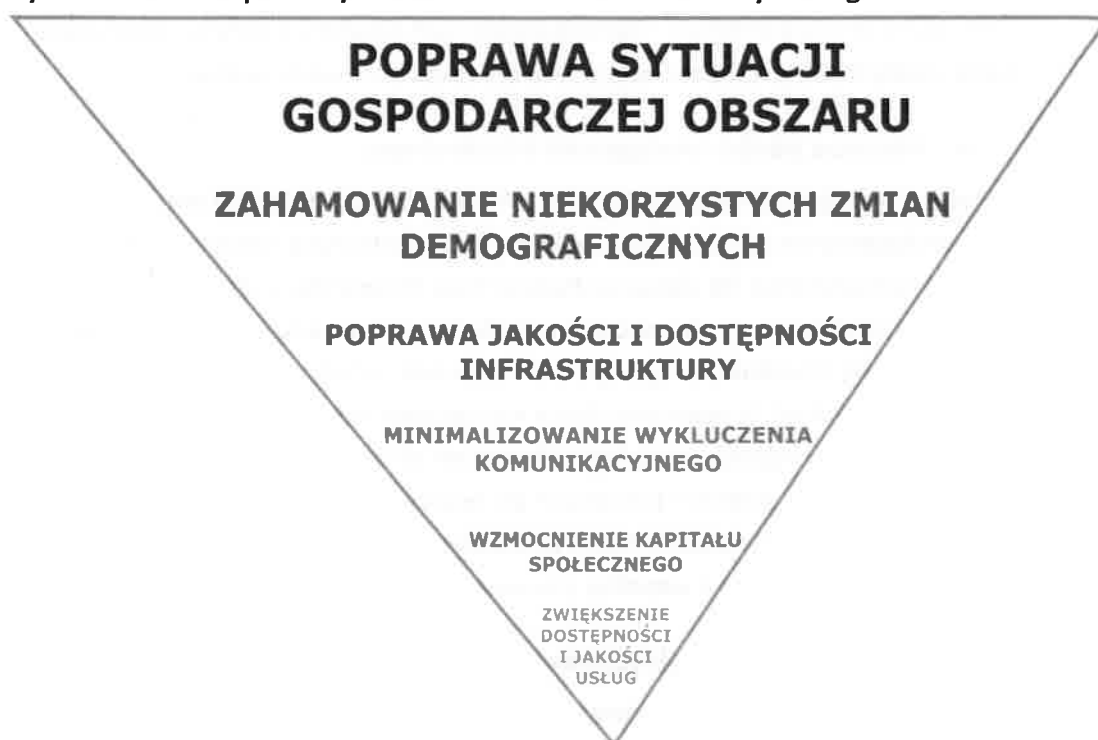 POPRAWA SYTUACJI
GOSPODARCZEJ OBSZARU
ZAHAMOWANIE NIEKORZYSTYCH ZMIAN
DEMOGRAFICZNYCH
POPRAWA JAKOŚCI I DOSTĘPNOŚCI
INFRASTRUKTURY
MINIMALIZOWANIE WYKLUCZENIA
KOMUNIKACYJNEGO
WZMOCNIENIE KAPITAŁU
SPOŁECZNEGO
ZWIĘKSZENIE
DOSTĘPNOŚCI
I JAKOŚCI
USŁUG